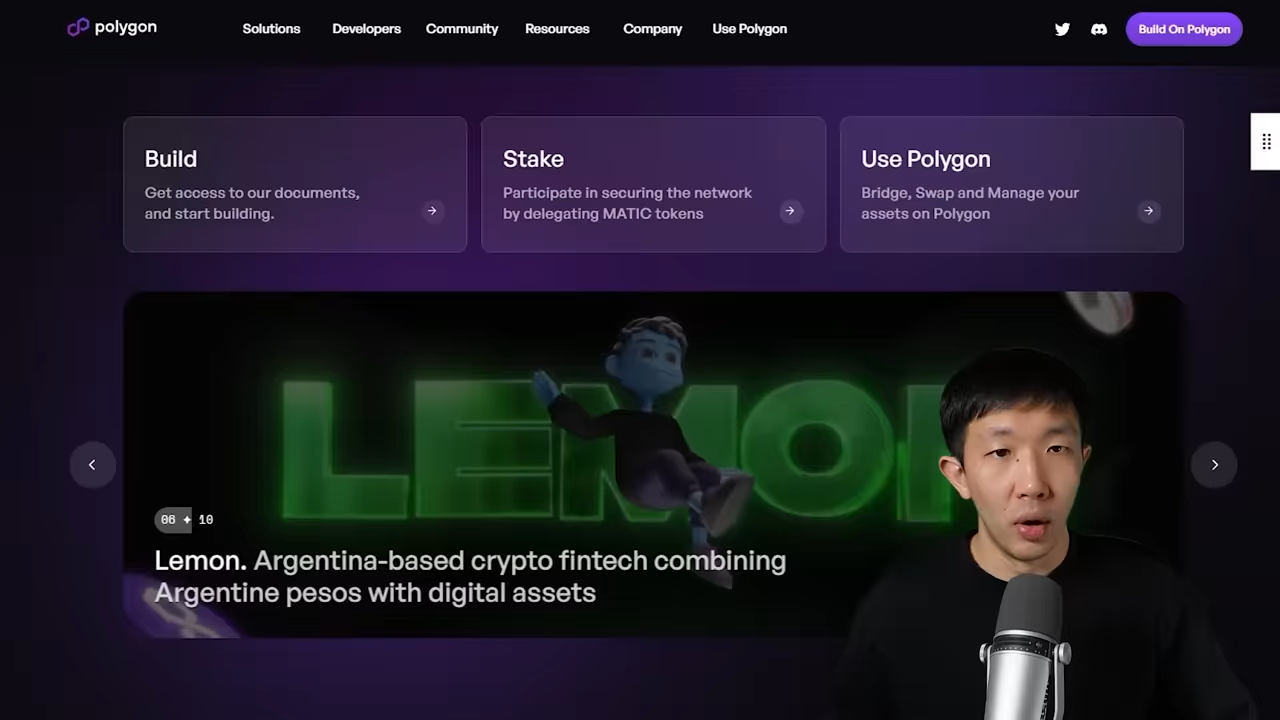 polygon
Solutions
Developers
Community
Resources
Company
Use Polygon
Build On Polygon
Build
Get access to our documents,
and start building.
Stake
Participate in securing the network
by delegating MATIC tokens
Use Polygon
Bridge, Swap and Manage your
assets on Polygon
LEMON
06 ✦ 10
Lemon. Argentina-based crypto fintech combining
Argentine pesos with digital assets